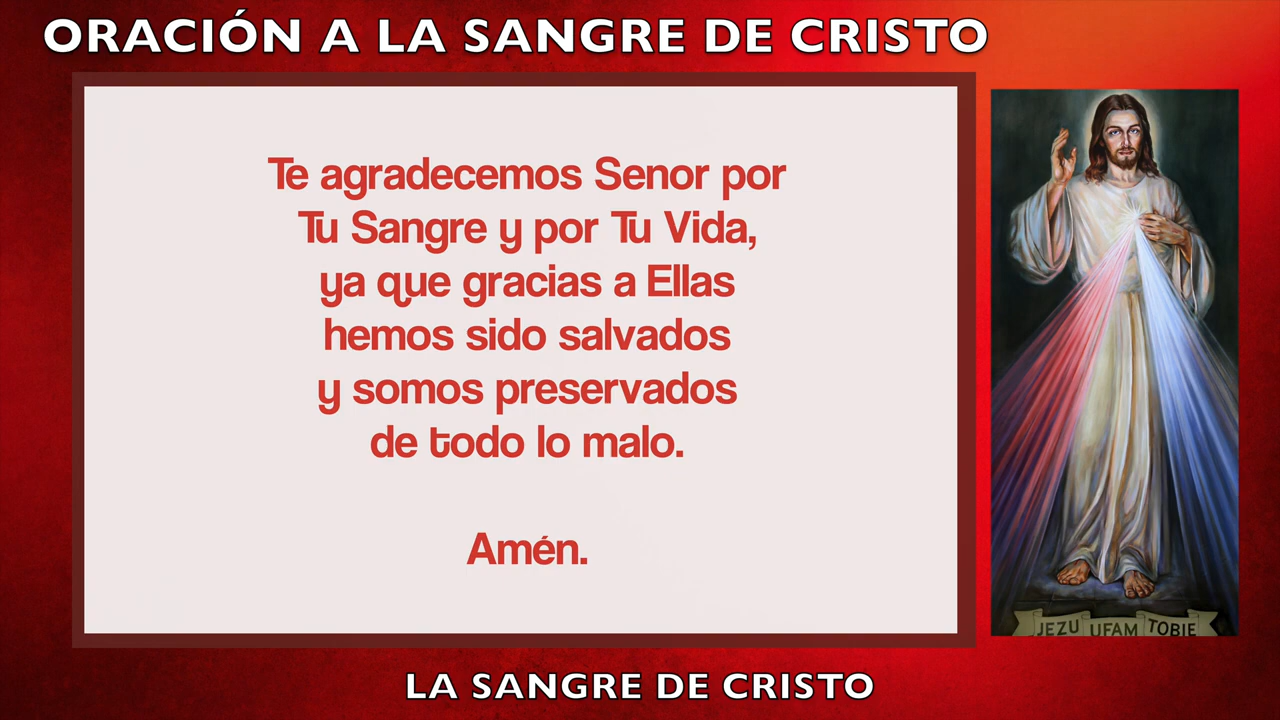 ORACIÓN A LA SANGRE DE CRISTO
Te agradecemos Senor por
Tu Sangre y por Tu Vida,
ya que gracias a Ellas
hemos sido salvados
y somos preservados
de todo lo malo.
Amén.
JEZU UFAM TOBIE
LA SANGRE DE CRISTO